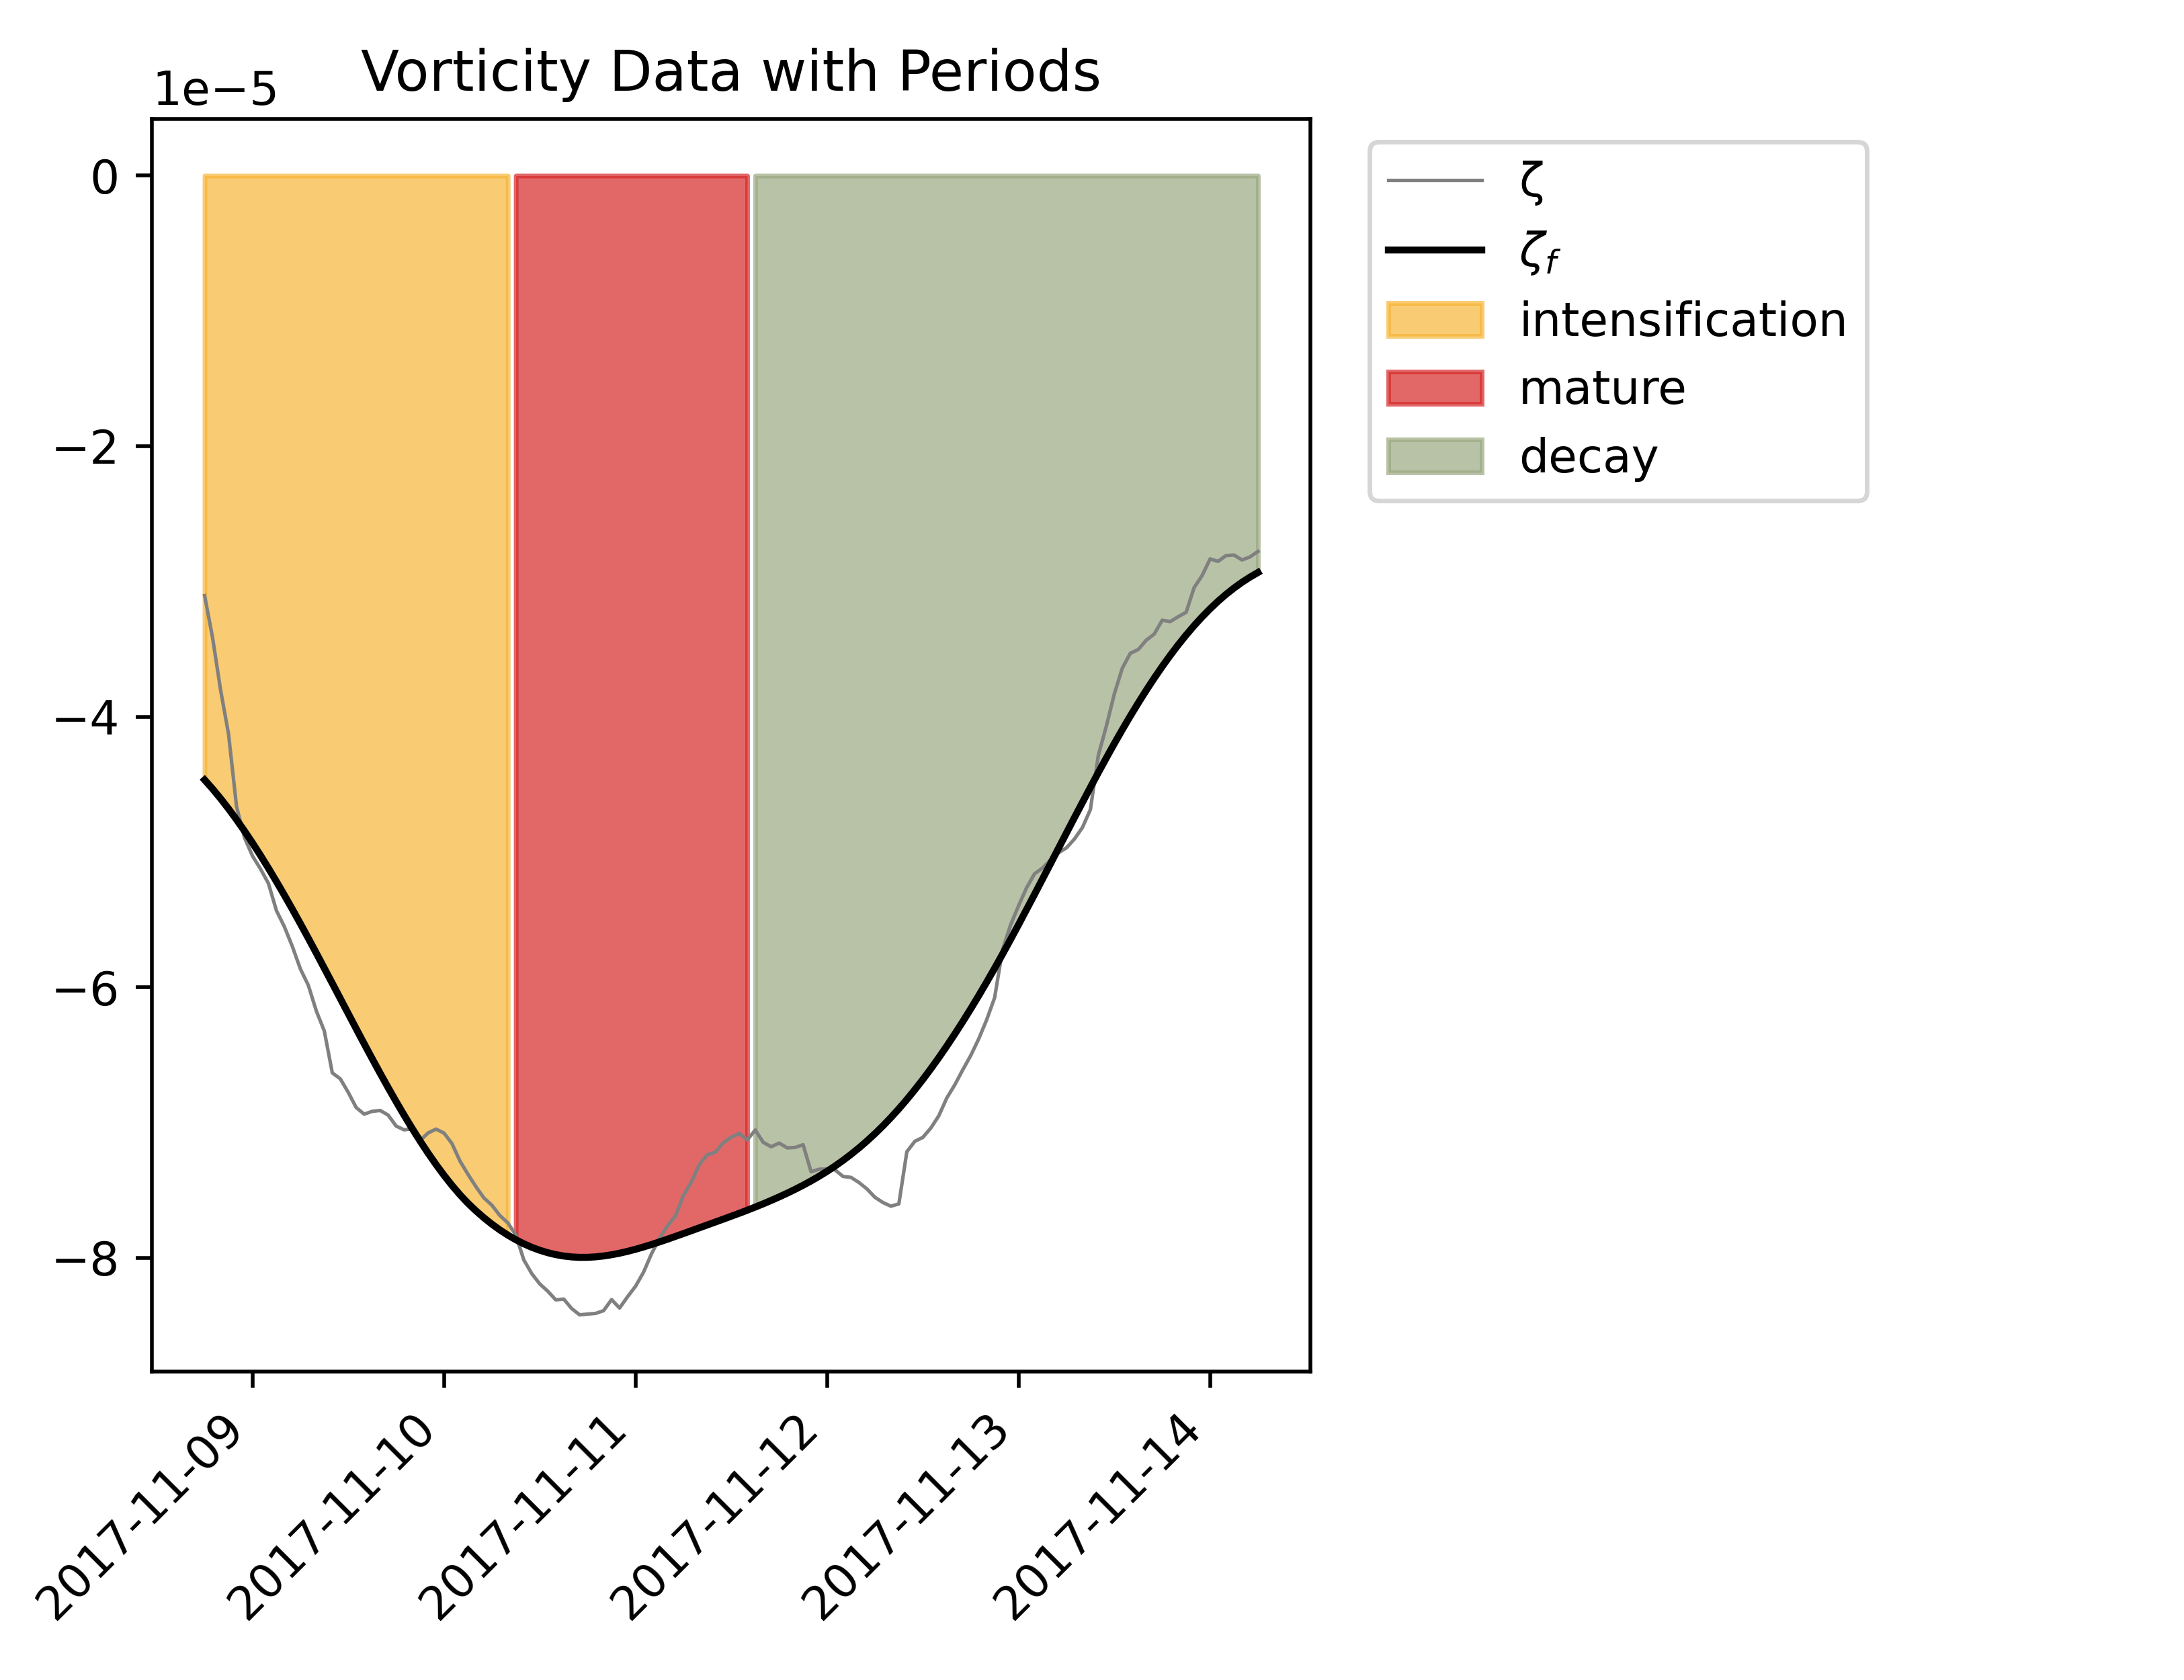 Vorticity Data with Periods
1e−5
0
−2
−4
−6
−8
2017-11-09
2017-11-10
2017-11-11
2017-11-12
2017-11-13
2017-11-14
ζ
ζf
intensification
mature
decay